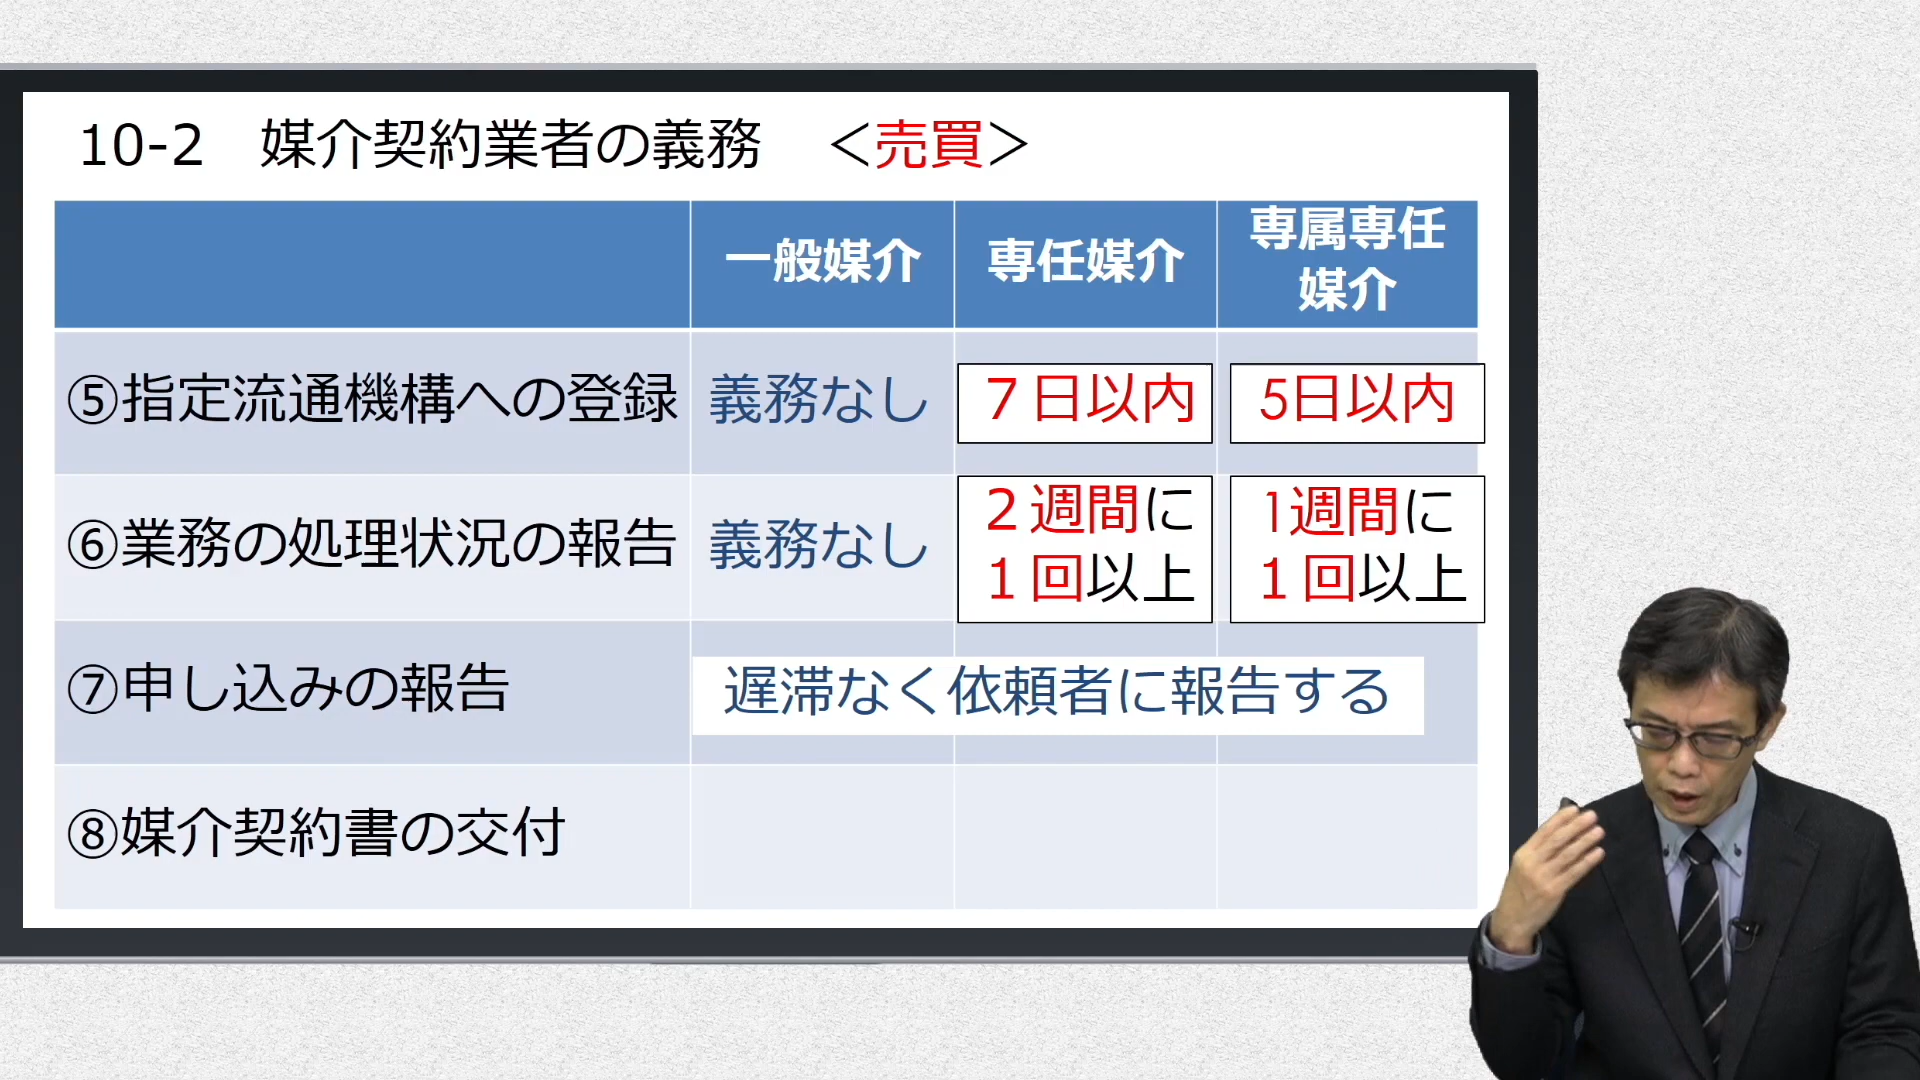 10-2　媒介契約業者の義務　＜売買＞
一般媒介
専任媒介
専属専任
媒介
⑤指定流通機構への登録
義務なし
７日以内
5日以内
⑥業務の処理状況の報告
義務なし
２週間に
１回以上
1週間に
１回以上
⑦申し込みの報告
遅滞なく依頼者に報告する
⑧媒介契約書の交付